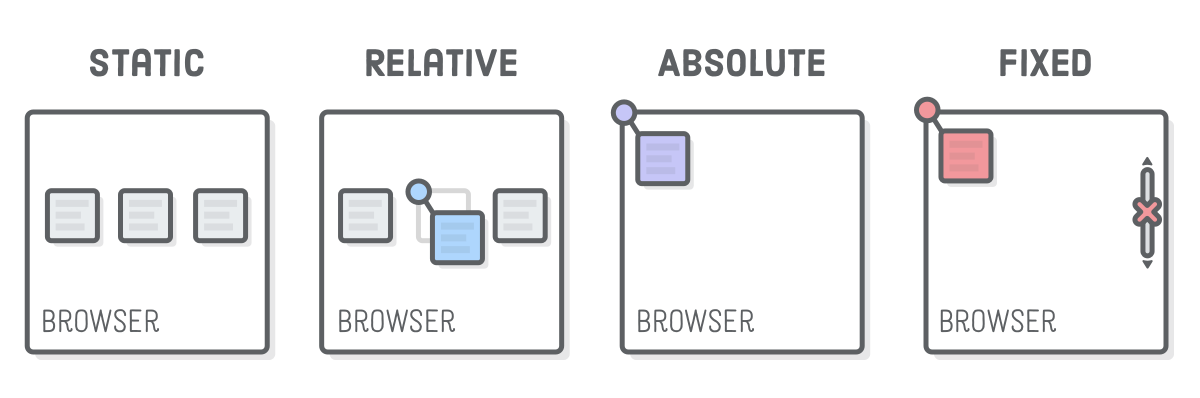 STATIC
RELATIVE
ABSOLUTE
FIXED
BROWSER
BROWSER
BROWSER
BROWSER